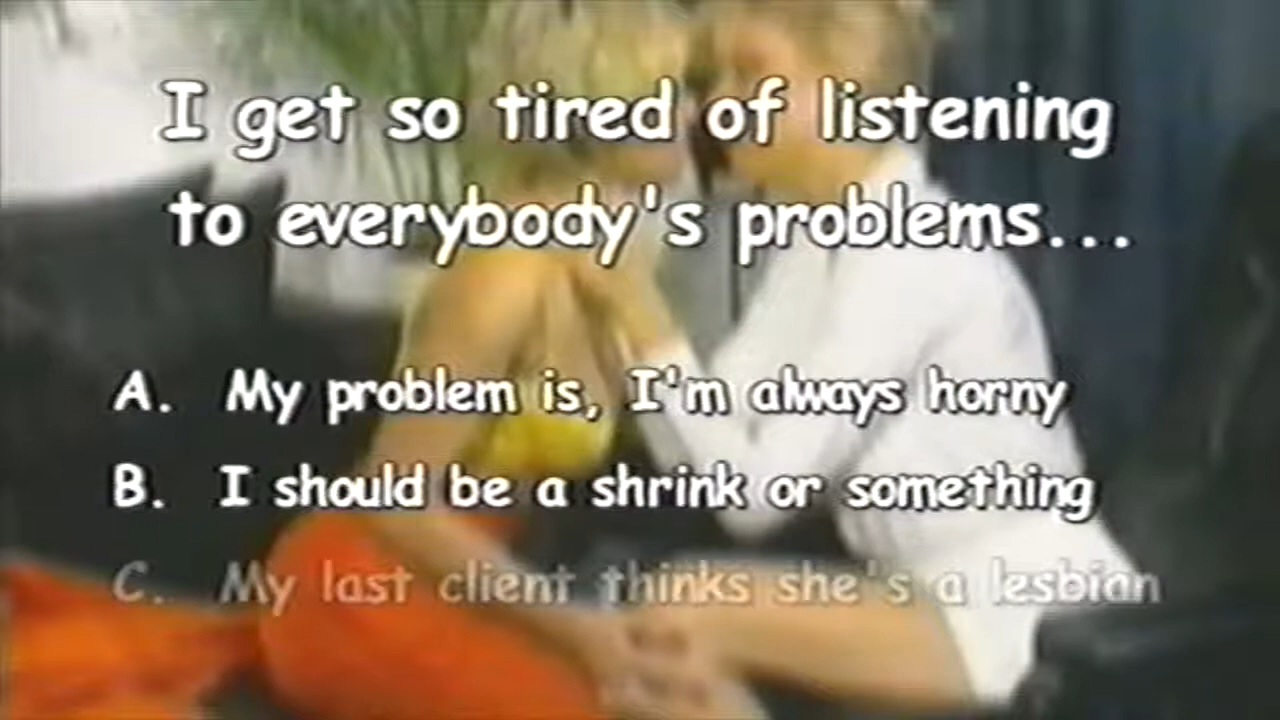 I get so tired of listening
to everybody's problems...
A. My problem is, I'm always horny
B. I should be a shrink or something
C. My last client thinks she's a lesbian